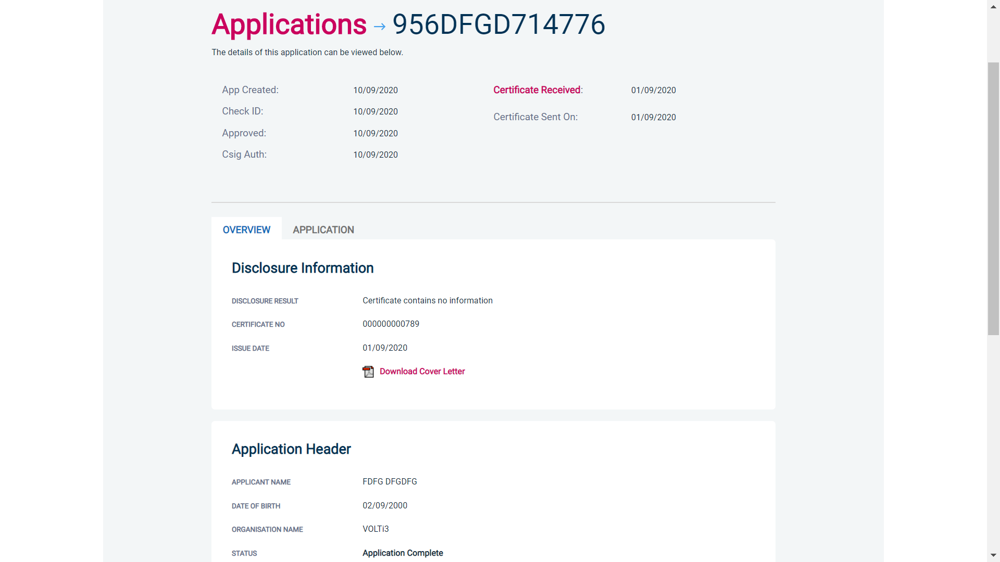 Applications → 956DFGD714776
The details of this application can be viewed below.
App Created: 10/09/2020
Check ID: 10/09/2020
Approved: 10/09/2020
Csig Auth: 10/09/2020
Certificate Received: 01/09/2020
Certificate Sent On: 01/09/2020
OVERVIEW APPLICATION
Disclosure Information
DISCLOSURE RESULT Certificate contains no information
CERTIFICATE NO 000000000789
ISSUE DATE 01/09/2020
Download Cover Letter
Application Header
APPLICANT NAME FDFG DFGDFG
DATE OF BIRTH 02/09/2000
ORGANISATION NAME VOLTi3
STATUS Application Complete